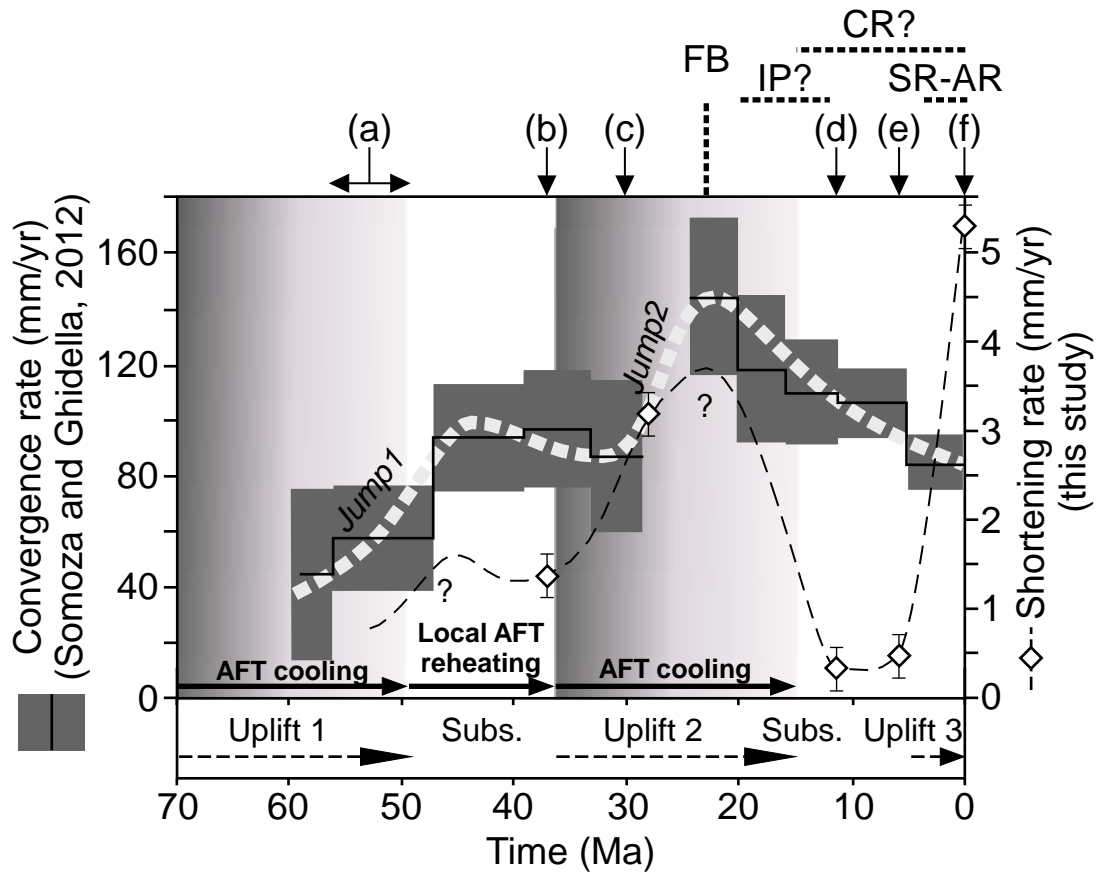 CR?
FB
IP?
SR-AR
(a)
(b)
(c)
(d)
(e)
(f)
Convergence rate (mm/yr)
(Somoza and Ghidella, 2012)
160
120
80
40
0
Jump1
Jump2
?
?
AFT cooling
Local AFT
reheating
AFT cooling
5
4
3
2
1
0
Shortening rate (mm/yr)
(this study)
Uplift 1
Subs.
Uplift 2
Subs.
Uplift 3
70
60
50
40
30
20
10
0
Time (Ma)